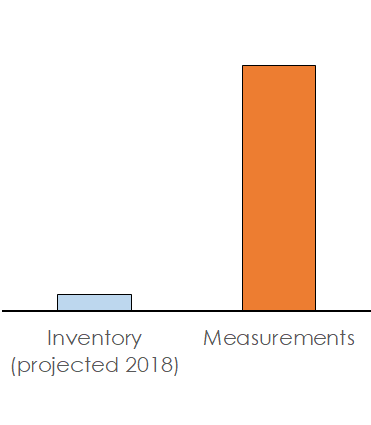 Inventory
(projected 2018)
Measurements